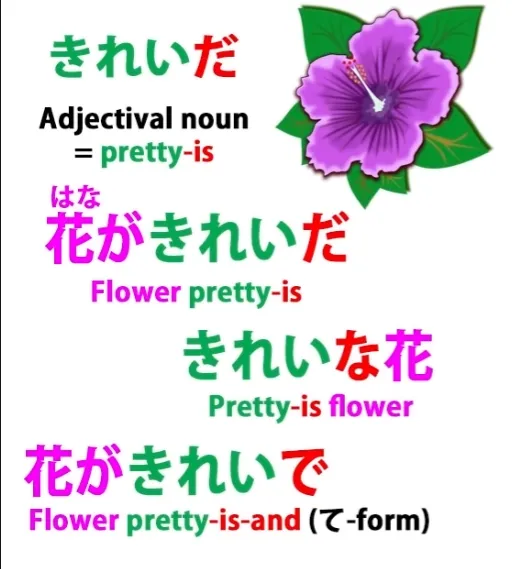 きれいだ
Adjectival noun
= pretty-is
はな
花がきれいだ
Flower pretty-is
きれいな花
Pretty-is flower
花がきれいで
Flower pretty-is-and (て-form)